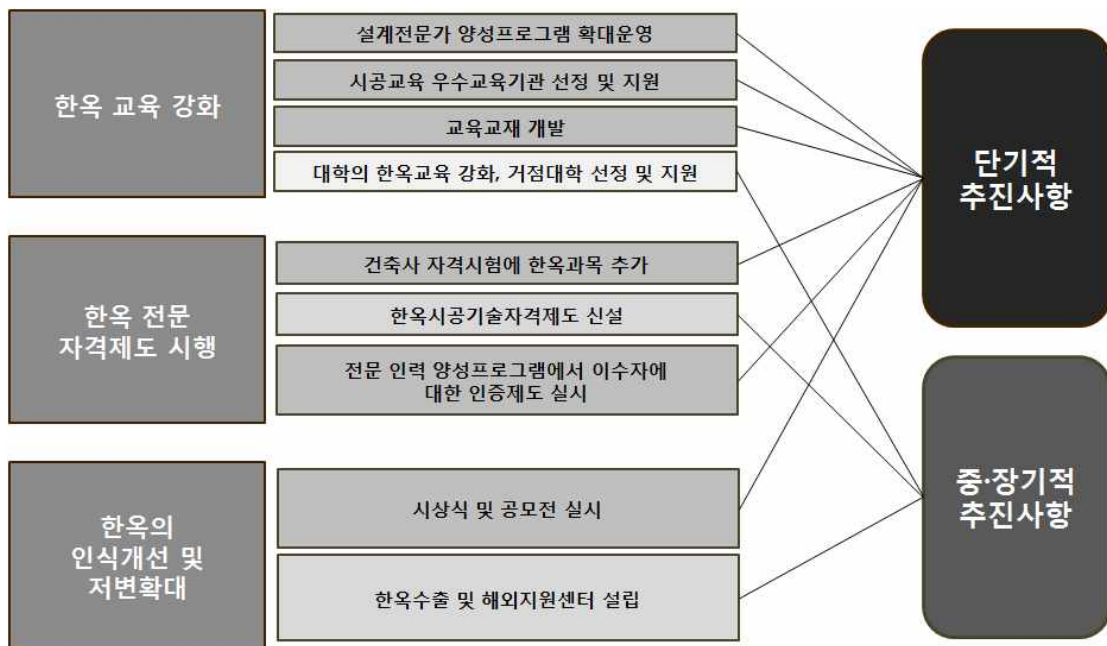 한옥 교육 강화
설계전문가 양성프로그램 확대운영
시공교육 우수교육기관 선정 및 지원
교육교재 개발
대학의 한옥교육 강화, 거점대학 선정 및 지원
한옥 전문
자격제도 시행
건축사 자격시험에 한옥과목 추가
한옥시공기술자격제도 신설
전문 인력 양성프로그램에서 이수자에
대한 인증제도 실시
한옥의
인식개선 및
저변확대
시상식 및 공모전 실시
한옥수출 및 해외지원센터 설립
단기적
추진사항
중·장기적
추진사항